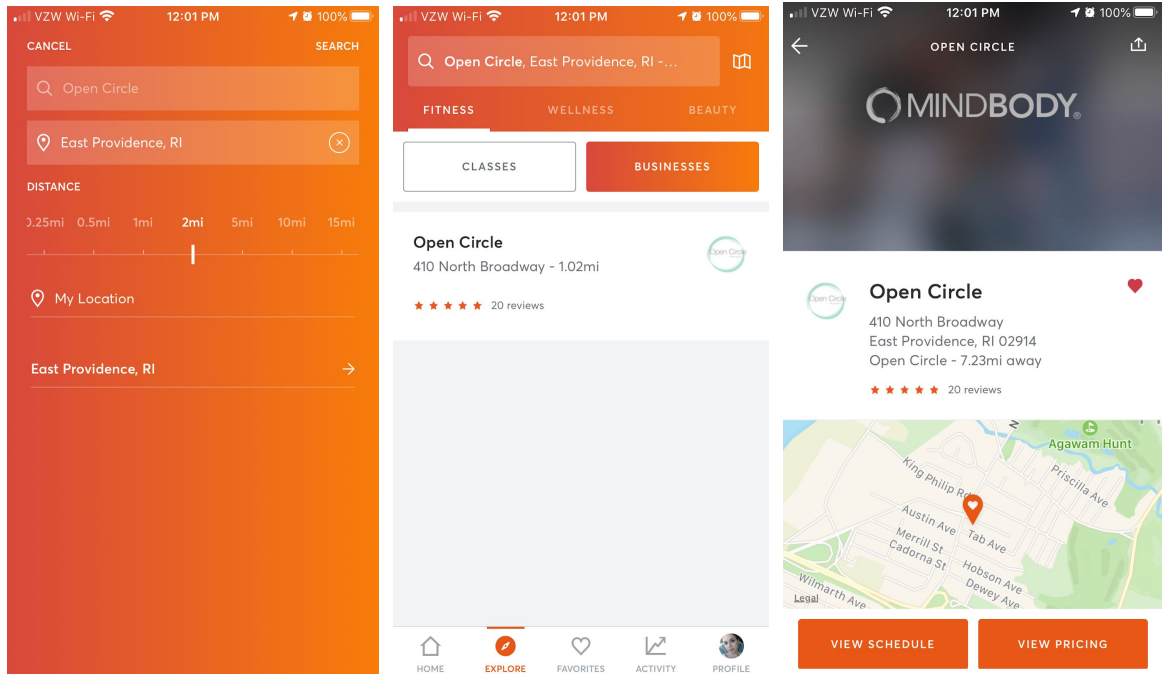 VZW Wi-Fi 12:01 PM 100%
CANCEL SEARCH
Open Circle
East Providence, RI
DISTANCE
0.25mi 0.5mi 1mi 2mi 5mi 10mi 15mi
My Location
East Providence, RI
VZW Wi-Fi 12:01 PM 100%
Open Circle, East Providence, RI -...
FITNESS WELLNESS BEAUTY
CLASSES BUSINESSES
Open Circle
410 North Broadway - 1.02mi
Open Circle
20 reviews
HOME EXPLORE FAVORITES ACTIVITY PROFILE
VZW Wi-Fi 12:01 PM 100%
OPEN CIRCLE
MINDBODY®
Open Circle
Open Circle
410 North Broadway
East Providence, RI 02914
Open Circle - 7.23mi away
20 reviews
Agawam Hunt
King Philip Rd
Priscilla Ave
Austin Ave
Tab Ave
Merrill St
Cadorna St
Hobson Ave
Dewey Ave
Wilmarth Ave
Legal
VIEW SCHEDULE VIEW PRICING